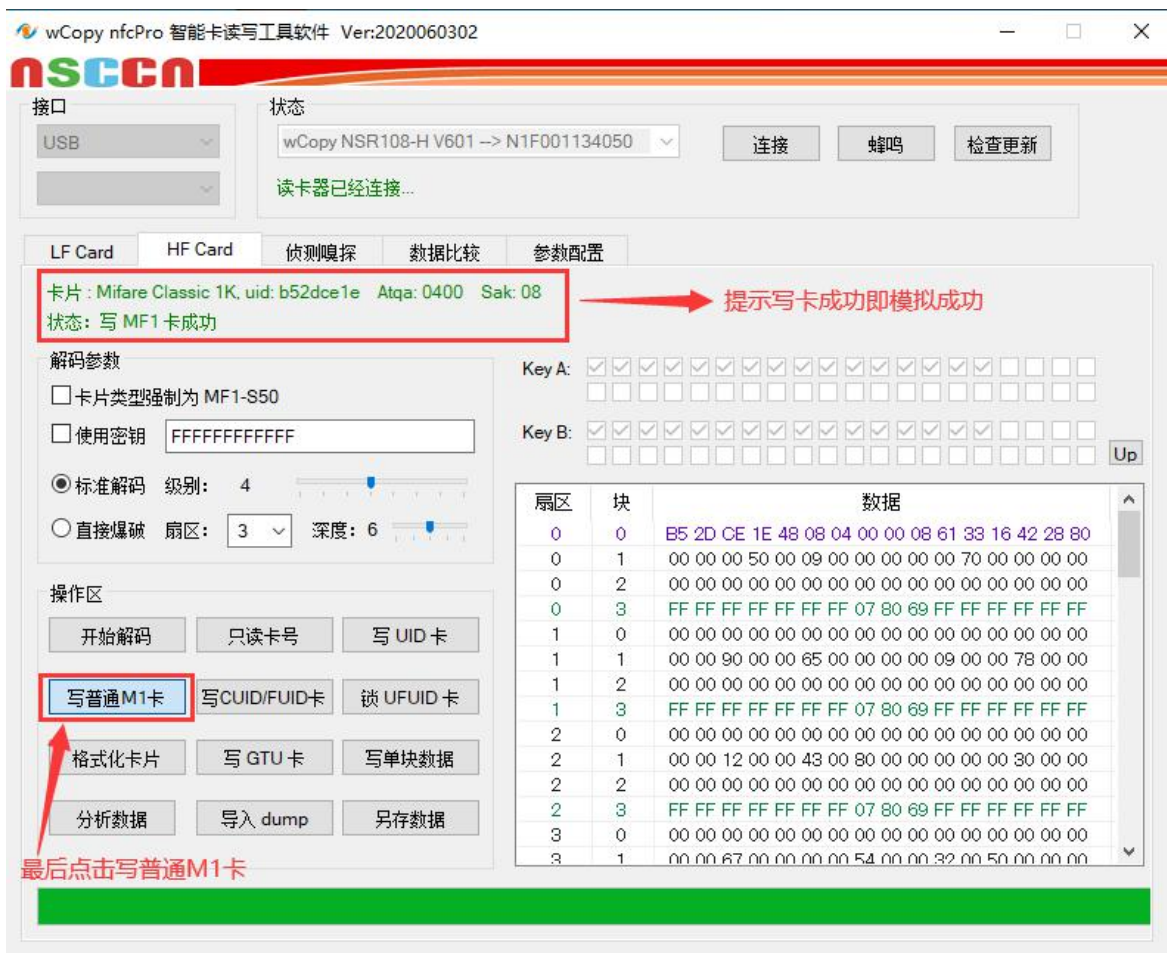 wCopy nfcPro 智能卡读写工具软件 Ver:2020060302
nsccn
接口
状态
USB
wCopy NSR108-H V601 --> N1F001134050
连接
蜂鸣
检查更新
读卡器已经连接...
LF Card
HF Card
侦测嗅探
数据比较
参数配置
卡片 : Mifare Classic 1K, uid: b52dce1e Atqa: 0400 Sak: 08
状态：写 MF1 卡成功
提示写卡成功即模拟成功
解码参数
卡片类型强制为 MF1-S50
使用密钥 FFFFFFFFFFFF
标准解码 级别： 4
直接爆破 扇区： 3 深度：6
Key A:
Key B:
Up
操作区
开始解码 只读卡号 写 UID 卡
写普通M1卡 写CUID/FUID卡 锁 UFUID 卡
格式化卡片 写 GTU 卡 写单块数据
分析数据 导入 dump 另存数据
最后点击写普通M1卡
扇区 块 数据
0 0 B5 2D CE 1E 48 08 04 00 00 08 61 33 16 42 28 80
0 1 00 00 00 50 00 09 00 00 00 00 00 70 00 00 00 00
0 2 00 00 00 00 00 00 00 00 00 00 00 00 00 00 00 00
0 3 FF FF FF FF FF FF FF 07 80 69 FF FF FF FF FF FF
1 0 00 00 00 00 00 00 00 00 00 00 00 00 00 00 00 00
1 1 00 00 90 00 00 65 00 00 00 00 09 00 00 78 00 00
1 2 00 00 00 00 00 00 00 00 00 00 00 00 00 00 00 00
1 3 FF FF FF FF FF FF FF 07 80 69 FF FF FF FF FF FF
2 0 00 00 00 00 00 00 00 00 00 00 00 00 00 00 00 00
2 1 00 00 12 00 00 43 00 80 00 00 00 00 00 30 00 00
2 2 00 00 00 00 00 00 00 00 00 00 00 00 00 00 00 00
2 3 FF FF FF FF FF FF FF 07 80 69 FF FF FF FF FF FF
3 0 00 00 00 00 00 00 00 00 00 00 00 00 00 00 00 00
3 1 00 00 67 00 00 00 00 54 00 00 32 00 50 00 00 00